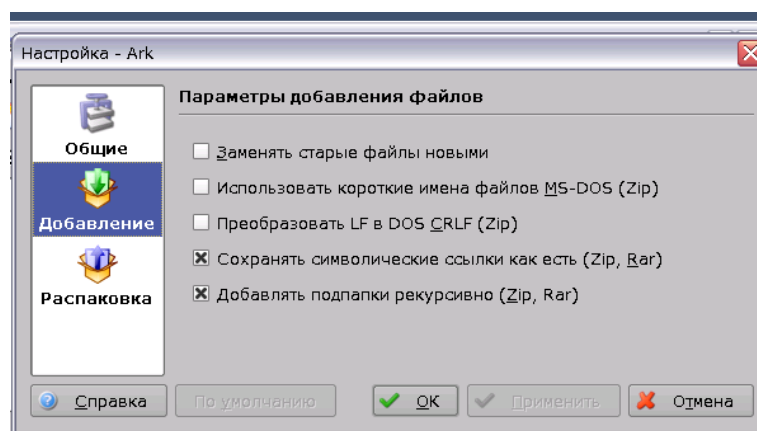 Настройка - Ark
Общие
Добавление
Распаковка
Параметры добавления файлов
Заменять старые файлы новыми
Использовать короткие имена файлов MS-DOS (Zip)
Преобразовать LF в DOS CRLF (Zip)
Сохранять символические ссылки как есть (Zip, Rar)
Добавлять подпапки рекурсивно (Zip, Rar)
Справка По умолчанию OK Применить Отмена